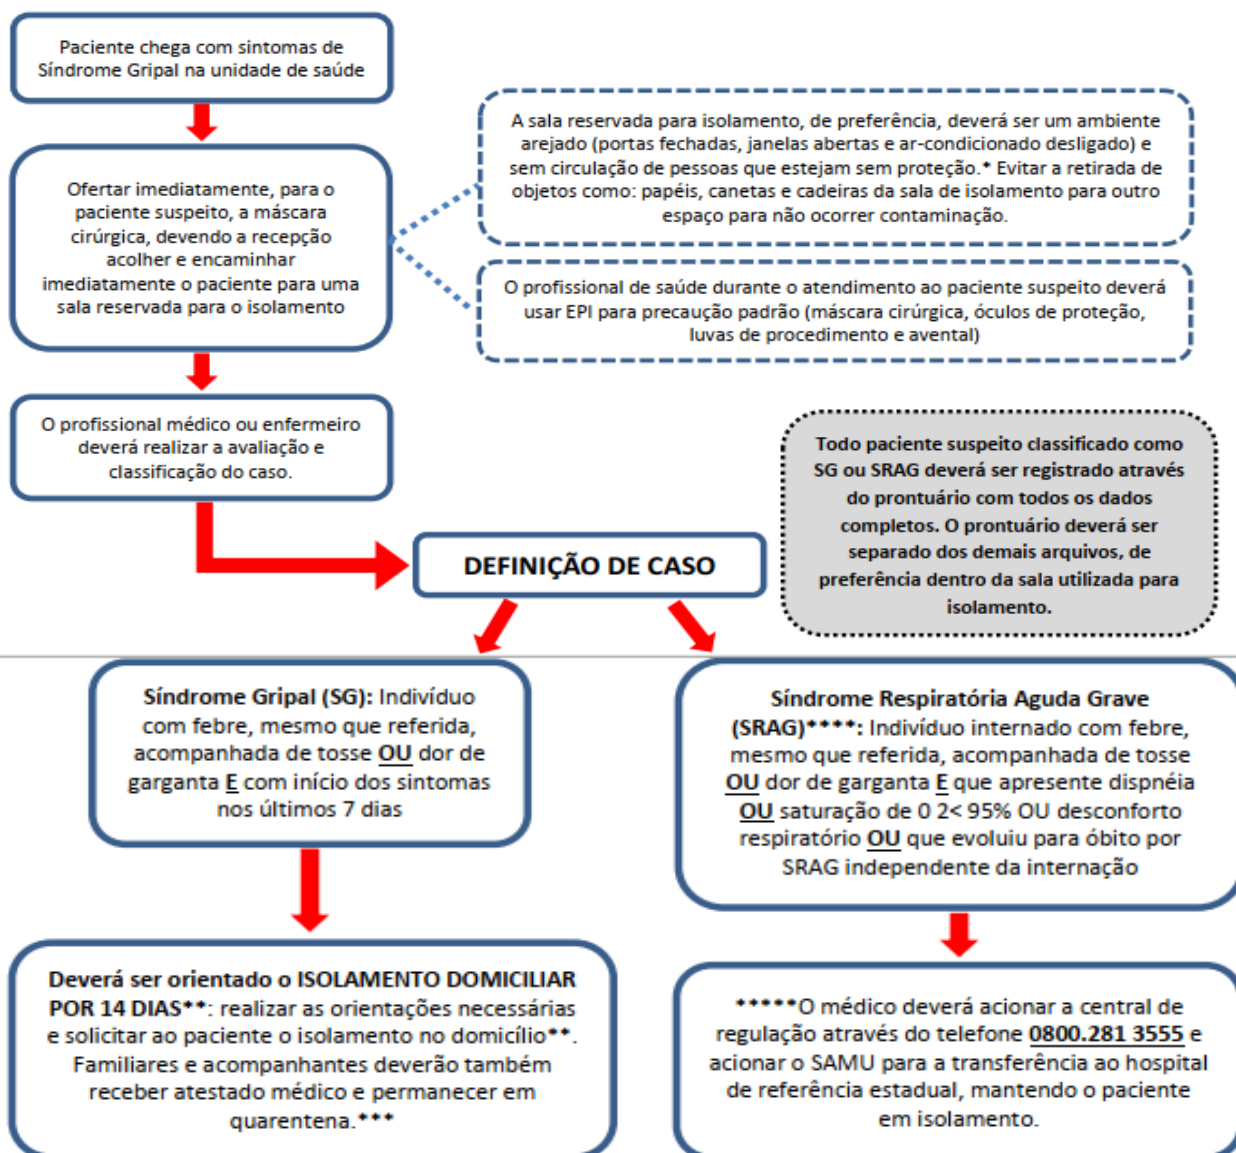 Paciente chega com sintomas de
Síndrome Gripal na unidade de saúde
Ofertar imediatamente, para o
paciente suspeito, a máscara
cirúrgica, devendo a recepção
acolher e encaminhar
imediatamente o paciente para uma
sala reservada para o isolamento
A sala reservada para isolamento, de preferência, deverá ser um ambiente
arejado (portas fechadas, janelas abertas e ar-condicionado desligado) e
sem circulação de pessoas que estejam sem proteção.* Evitar a retirada de
objetos como: papéis, canetas e cadeiras da sala de isolamento para outro
espaço para não ocorrer contaminação.
O profissional de saúde durante o atendimento ao paciente suspeito deverá
usar EPI para precaução padrão (máscara cirúrgica, óculos de proteção,
luvas de procedimento e avental)
O profissional médico ou enfermeiro
deverá realizar a avaliação e
classificação do caso.
Todo paciente suspeito classificado como
SG ou SRAG deverá ser registrado através
do prontuário com todos os dados
completos. O prontuário deverá ser
separado dos demais arquivos, de
preferência dentro da sala utilizada para
isolamento.
DEFINIÇÃO DE CASO
Síndrome Gripal (SG): Indivíduo
com febre, mesmo que referida,
acompanhada de tosse OU dor de
garganta E com início dos sintomas
nos últimos 7 dias
Síndrome Respiratória Aguda Grave
(SRAG)****: Indivíduo internado com febre,
mesmo que referida, acompanhada de tosse
OU dor de garganta E que apresente dispnéia
OU saturação de 0 2< 95% OU desconforto
respiratório OU que evoluiu para óbito por
SRAG independente da internação
Deverá ser orientado o ISOLAMENTO DOMICILIAR
POR 14 DIAS**: realizar as orientações necessárias
e solicitar ao paciente o isolamento no domicílio**.
Familiares e acompanhantes deverão também
receber atestado médico e permanecer em
quarentena.***
*****O médico deverá acionar a central de
regulação através do telefone 0800.281 3555 e
acionar o SAMU para a transferência ao hospital
de referência estadual, mantendo o paciente
em isolamento.